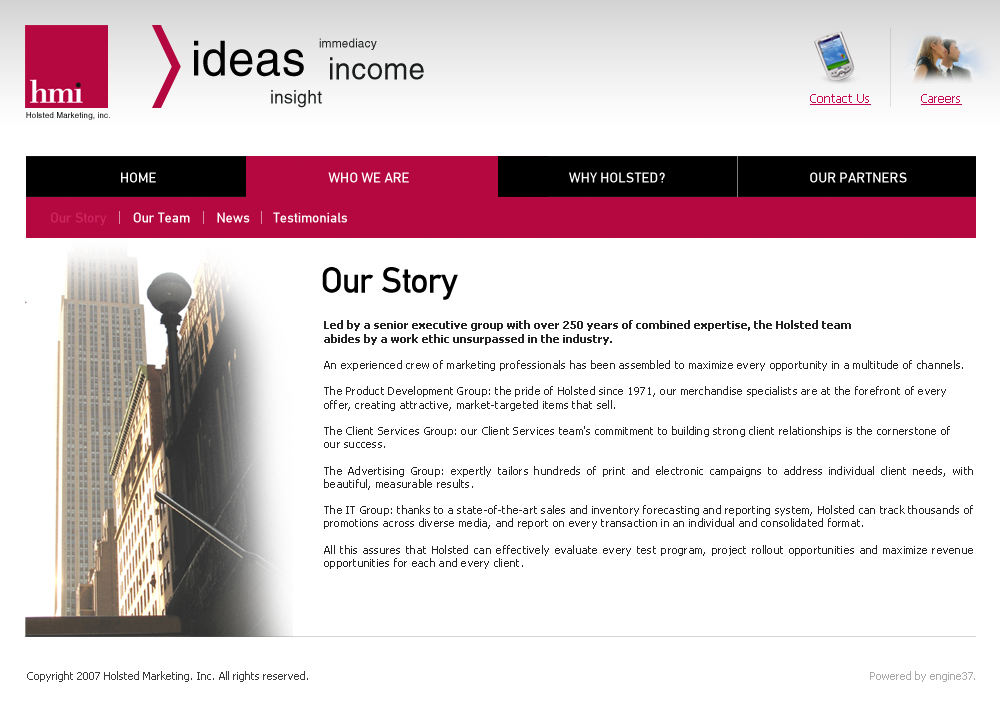 hmi
Holsted Marketing, inc.
ideas
immediacy
income
insight
Contact Us
Careers
HOME
WHO WE ARE
WHY HOLSTED?
OUR PARTNERS
Our Story
Our Team
News
Testimonials
Our Story
Led by a senior executive group with over 250 years of combined expertise, the Holsted team
abides by a work ethic unsurpassed in the industry.
An experienced crew of marketing professionals has been assembled to maximize every opportunity in a multitude of channels.
The Product Development Group: the pride of Holsted since 1971, our merchandise specialists are at the forefront of every
offer, creating attractive, market-targeted items that sell.
The Client Services Group: our Client Services team's commitment to building strong client relationships is the cornerstone of
our success.
The Advertising Group: expertly tailors hundreds of print and electronic campaigns to address individual client needs, with
beautiful, measurable results.
The IT Group: thanks to a state-of-the-art sales and inventory forecasting and reporting system, Holsted can track thousands of
promotions across diverse media, and report on every transaction in an individual and consolidated format.
All this assures that Holsted can effectively evaluate every test program, project rollout opportunities and maximize revenue
opportunities for each and every client.
Copyright 2007 Holsted Marketing. Inc. All rights reserved.
Powered by engine37.